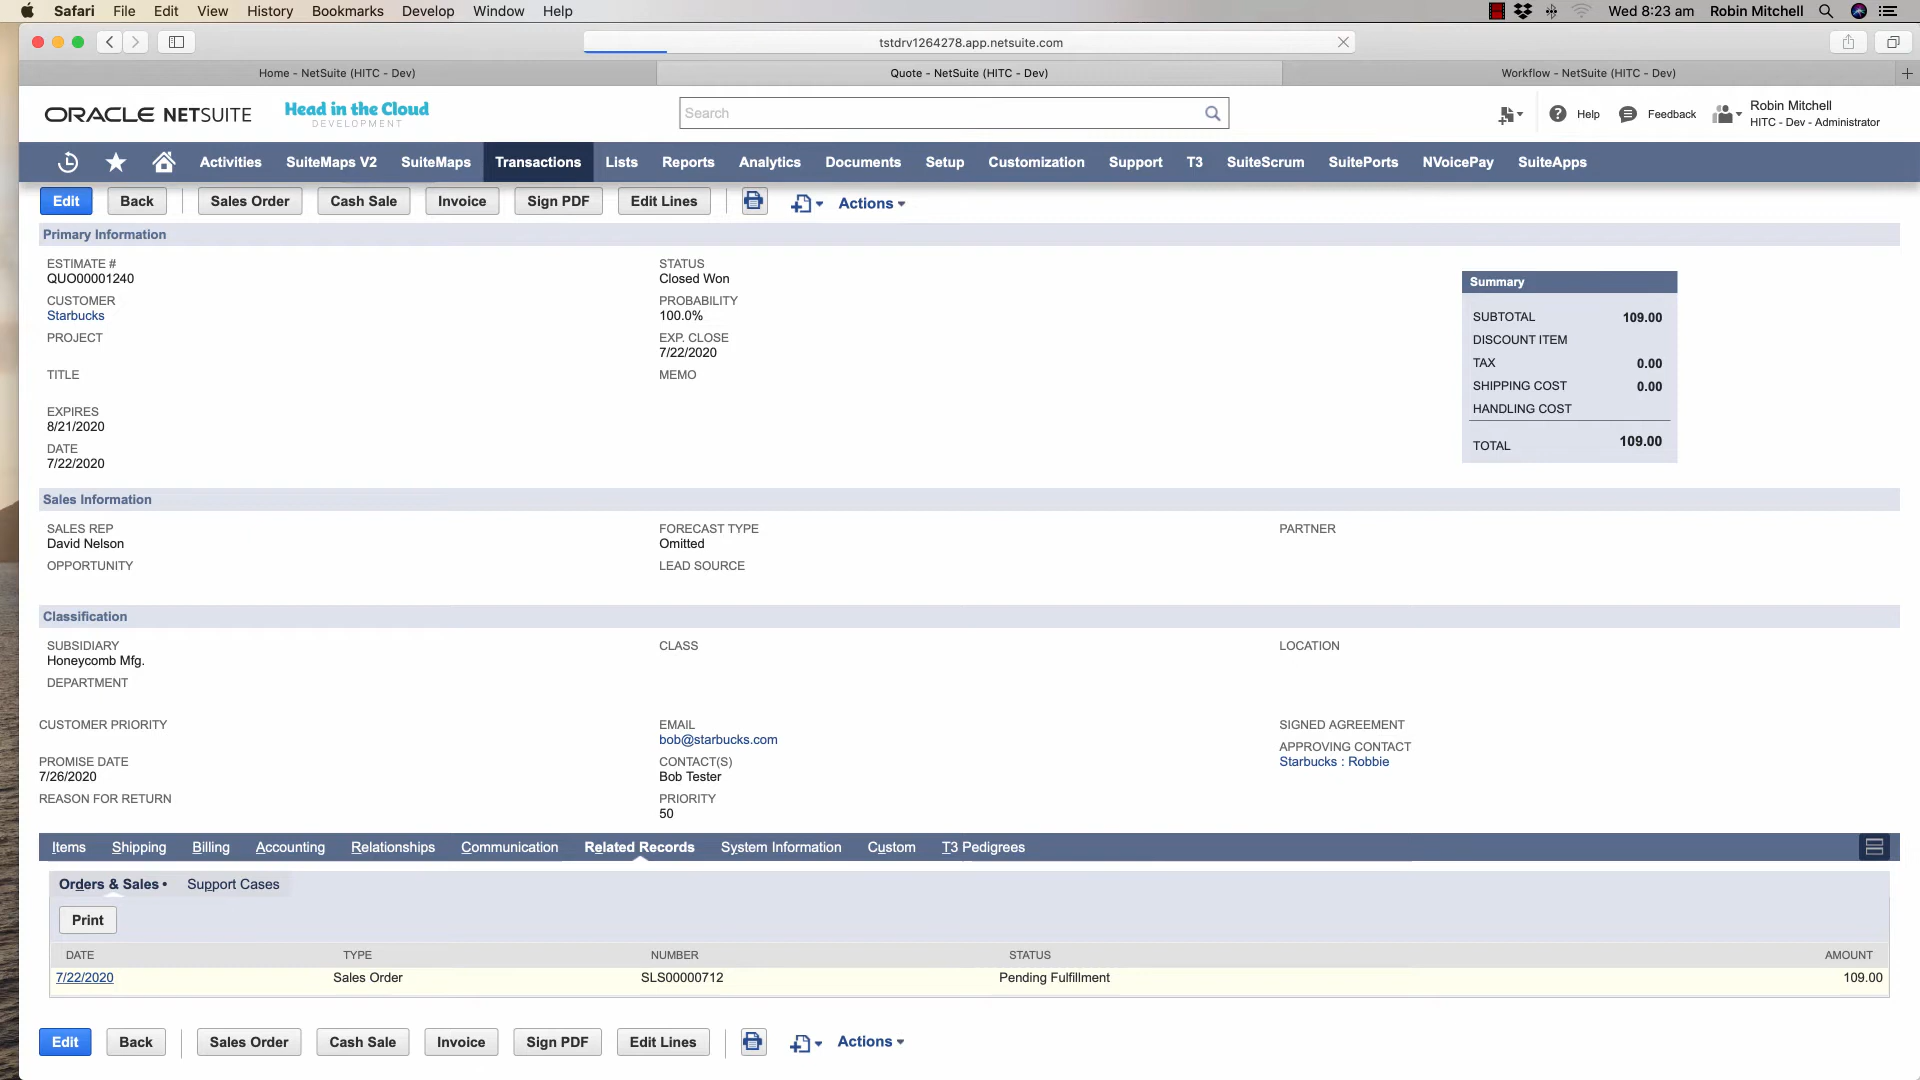 Safari File Edit View History Bookmarks Develop Window Help Wed 8:23 am Robin Mitchell
tstdrv1264278.app.netsuite.com
Home - NetSuite (HITC - Dev) Quote - NetSuite (HITC - Dev) Workflow - NetSuite (HITC - Dev)
ORACLE NETSUITE Head in the Cloud Search Help Feedback Robin Mitchell
DEVELOPMENT HITC - Dev - Administrator
Activities SuiteMaps V2 SuiteMaps Transactions Lists Reports Analytics Documents Setup Customization Support T3 SuiteScrum SuitePorts NVoicePay SuiteApps
Edit Back Sales Order Cash Sale Invoice Sign PDF Edit Lines Actions
Primary Information
ESTIMATE #
QUO00001240
CUSTOMER
Starbucks
PROJECT
TITLE
EXPIRES
8/21/2020
DATE
7/22/2020
STATUS
Closed Won
PROBABILITY
100.0%
EXP. CLOSE
7/22/2020
MEMO
Summary
SUBTOTAL 109.00
DISCOUNT ITEM
TAX 0.00
SHIPPING COST 0.00
HANDLING COST
TOTAL 109.00
Sales Information
SALES REP
David Nelson
OPPORTUNITY
FORECAST TYPE
Omitted
LEAD SOURCE
PARTNER
Classification
SUBSIDIARY
Honeycomb Mfg.
DEPARTMENT
CLASS
LOCATION
CUSTOMER PRIORITY
PROMISE DATE
7/26/2020
REASON FOR RETURN
EMAIL
bob@starbucks.com
CONTACT(S)
Bob Tester
PRIORITY
50
SIGNED AGREEMENT
APPROVING CONTACT
Starbucks : Robbie
Items Shipping Billing Accounting Relationships Communication Related Records System Information Custom T3 Pedigrees
Orders & Sales • Support Cases
Print
DATE TYPE NUMBER STATUS AMOUNT
7/22/2020 Sales Order SLS00000712 Pending Fulfillment 109.00
Edit Back Sales Order Cash Sale Invoice Sign PDF Edit Lines Actions